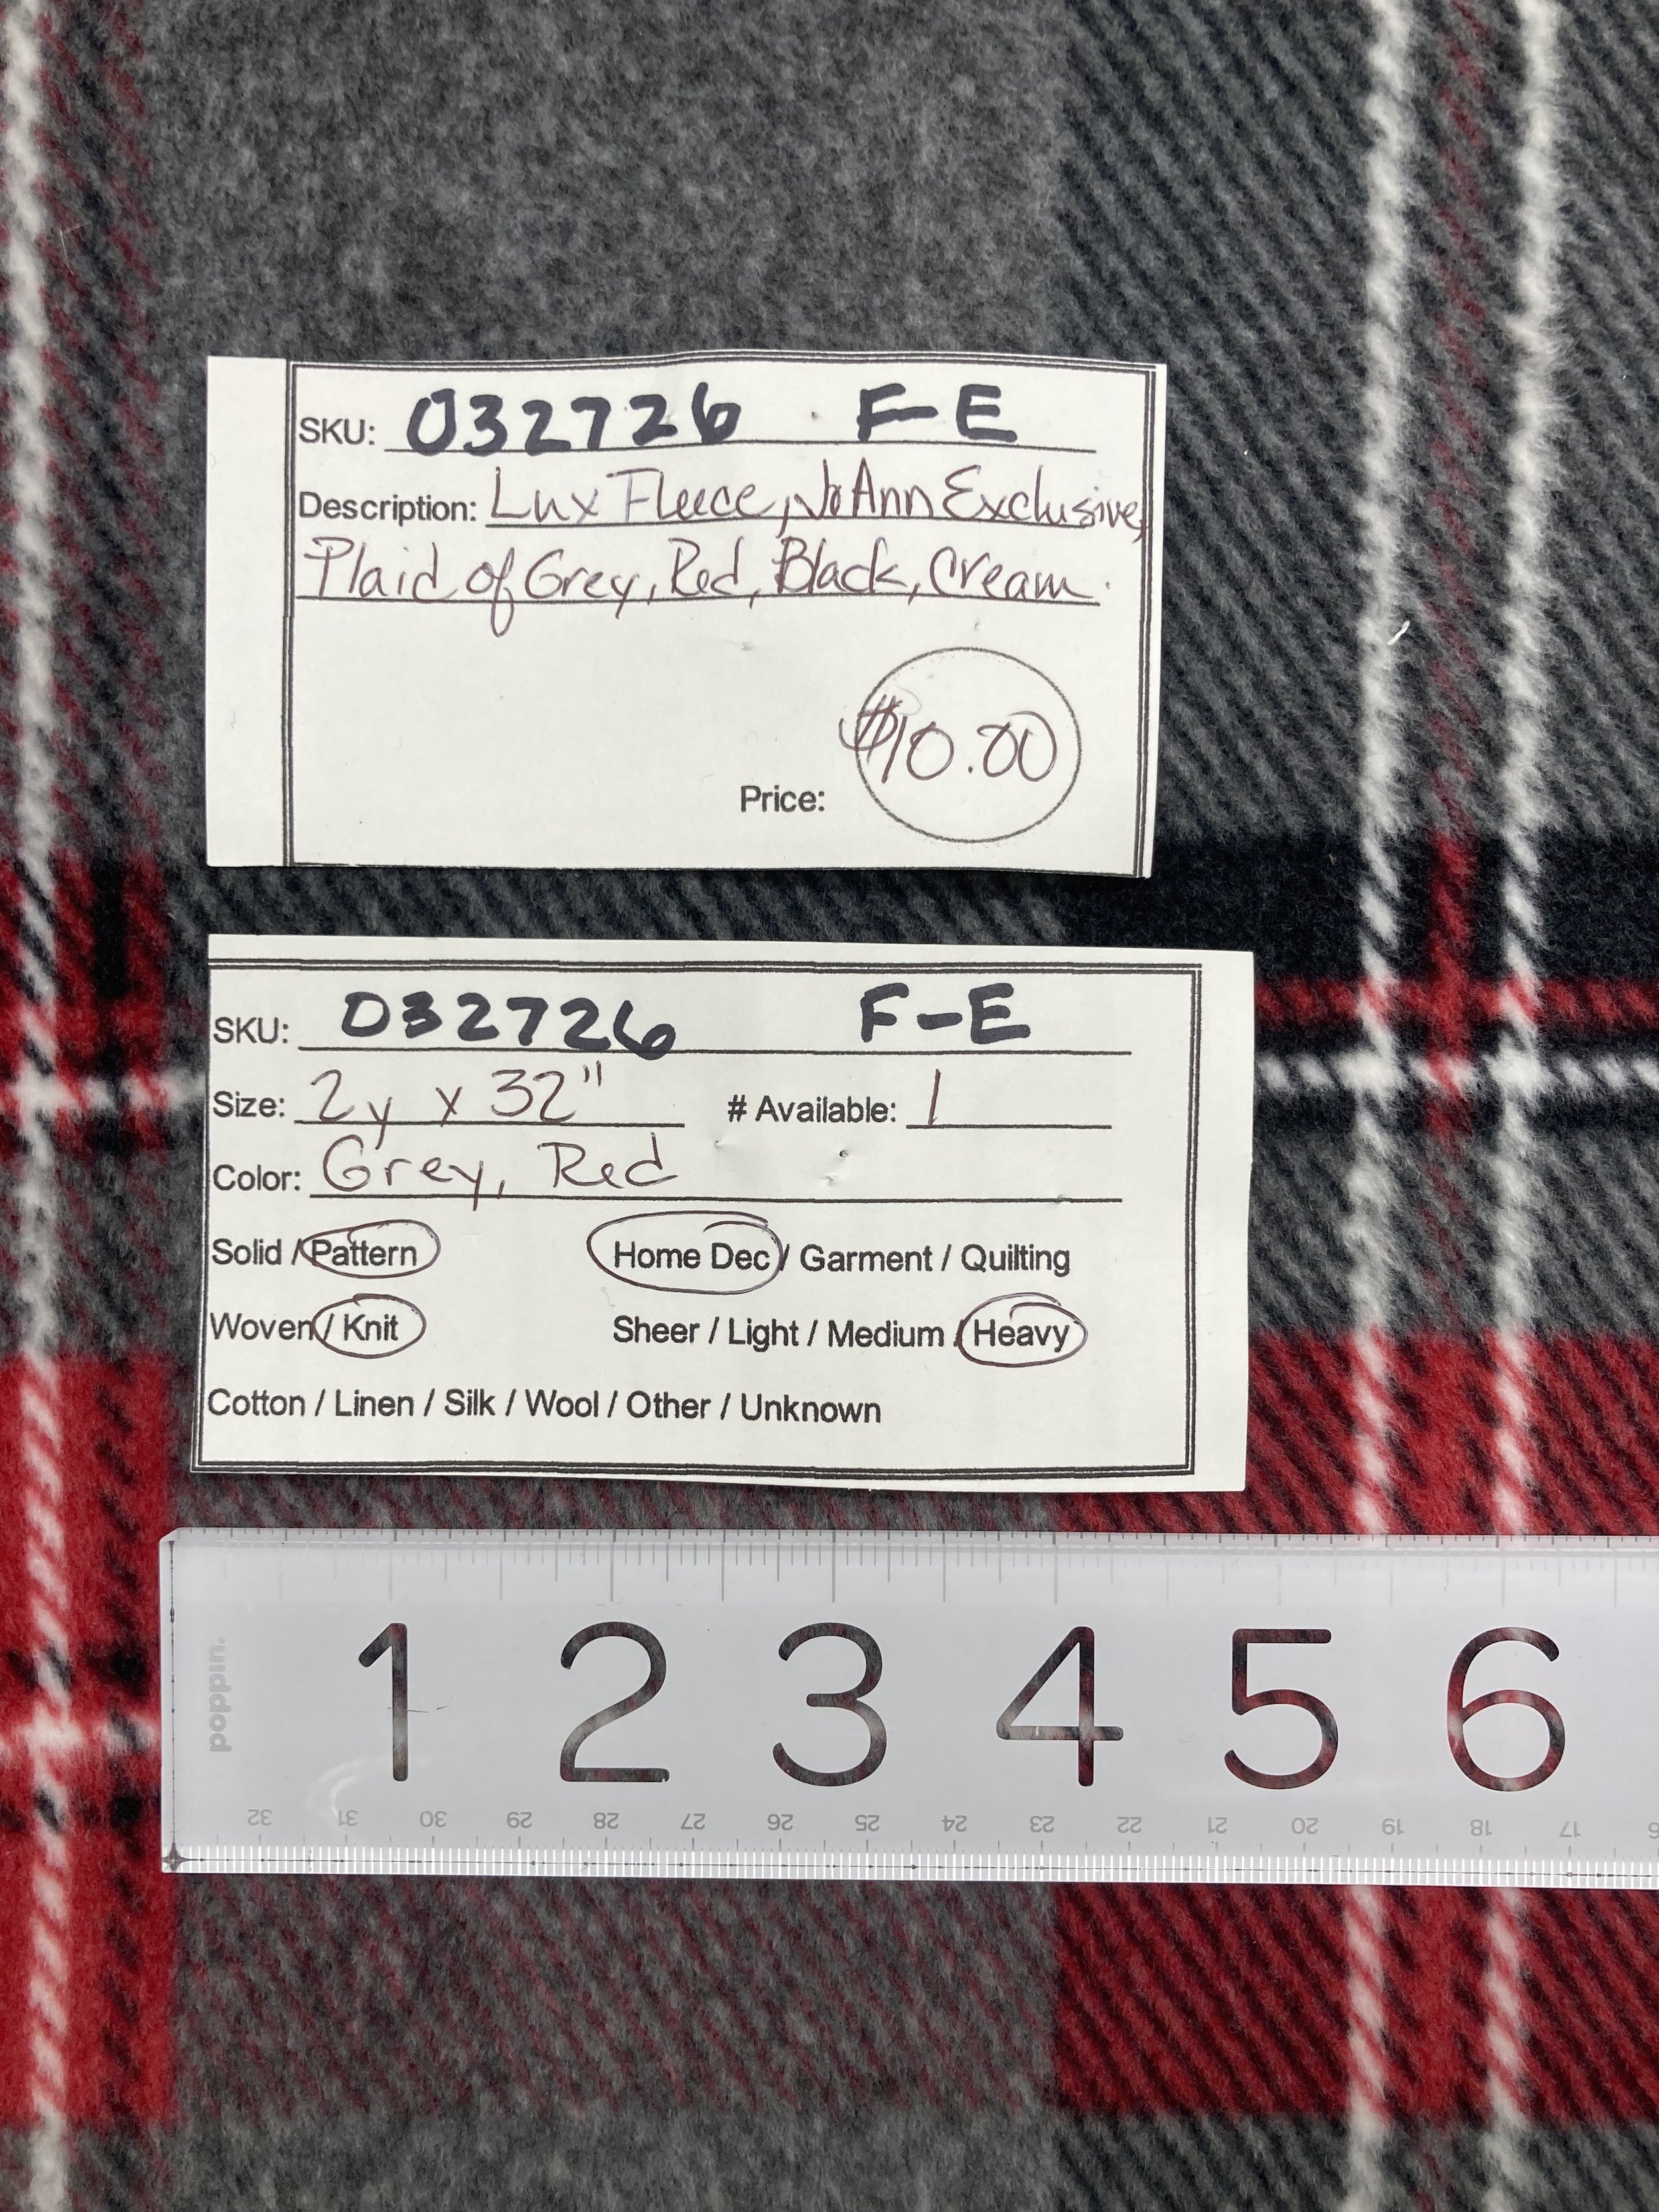 SKU: 032726 F-E
Description: Lux Fleece, JoAnn Exclusive,
Plaid of Grey, Red, Black, Cream.
$10.00
Price:
SKU: 032726 F-E
Size: 2y x 32" # Available: 1
Color: Grey, Red
Solid / Pattern Home Dec / Garment / Quilting
Woven / Knit Sheer / Light / Medium / Heavy
Cotton / Linen / Silk / Wool / Other / Unknown
poppin.
1 2 3 4 5 6
32 31 30 29 28 27 26 25 24 23 22 21 20 19 18 17